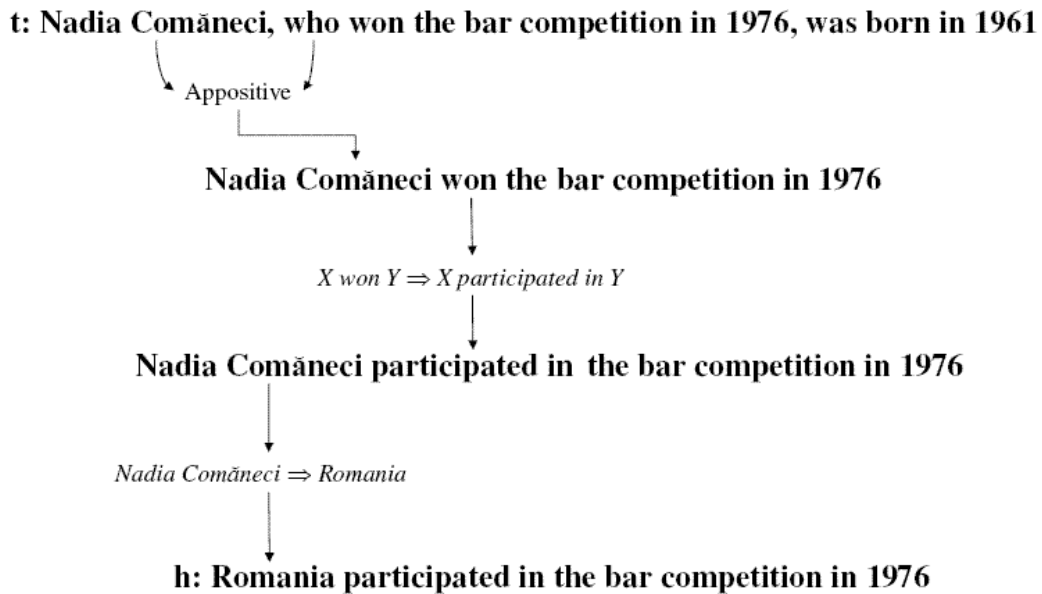 t: Nadia Comăneci, who won the bar competition in 1976, was born in 1961
Appositive
Nadia Comăneci won the bar competition in 1976
X won Y ⇒ X participated in Y
Nadia Comăneci participated in the bar competition in 1976
Nadia Comăneci ⇒ Romania
h: Romania participated in the bar competition in 1976